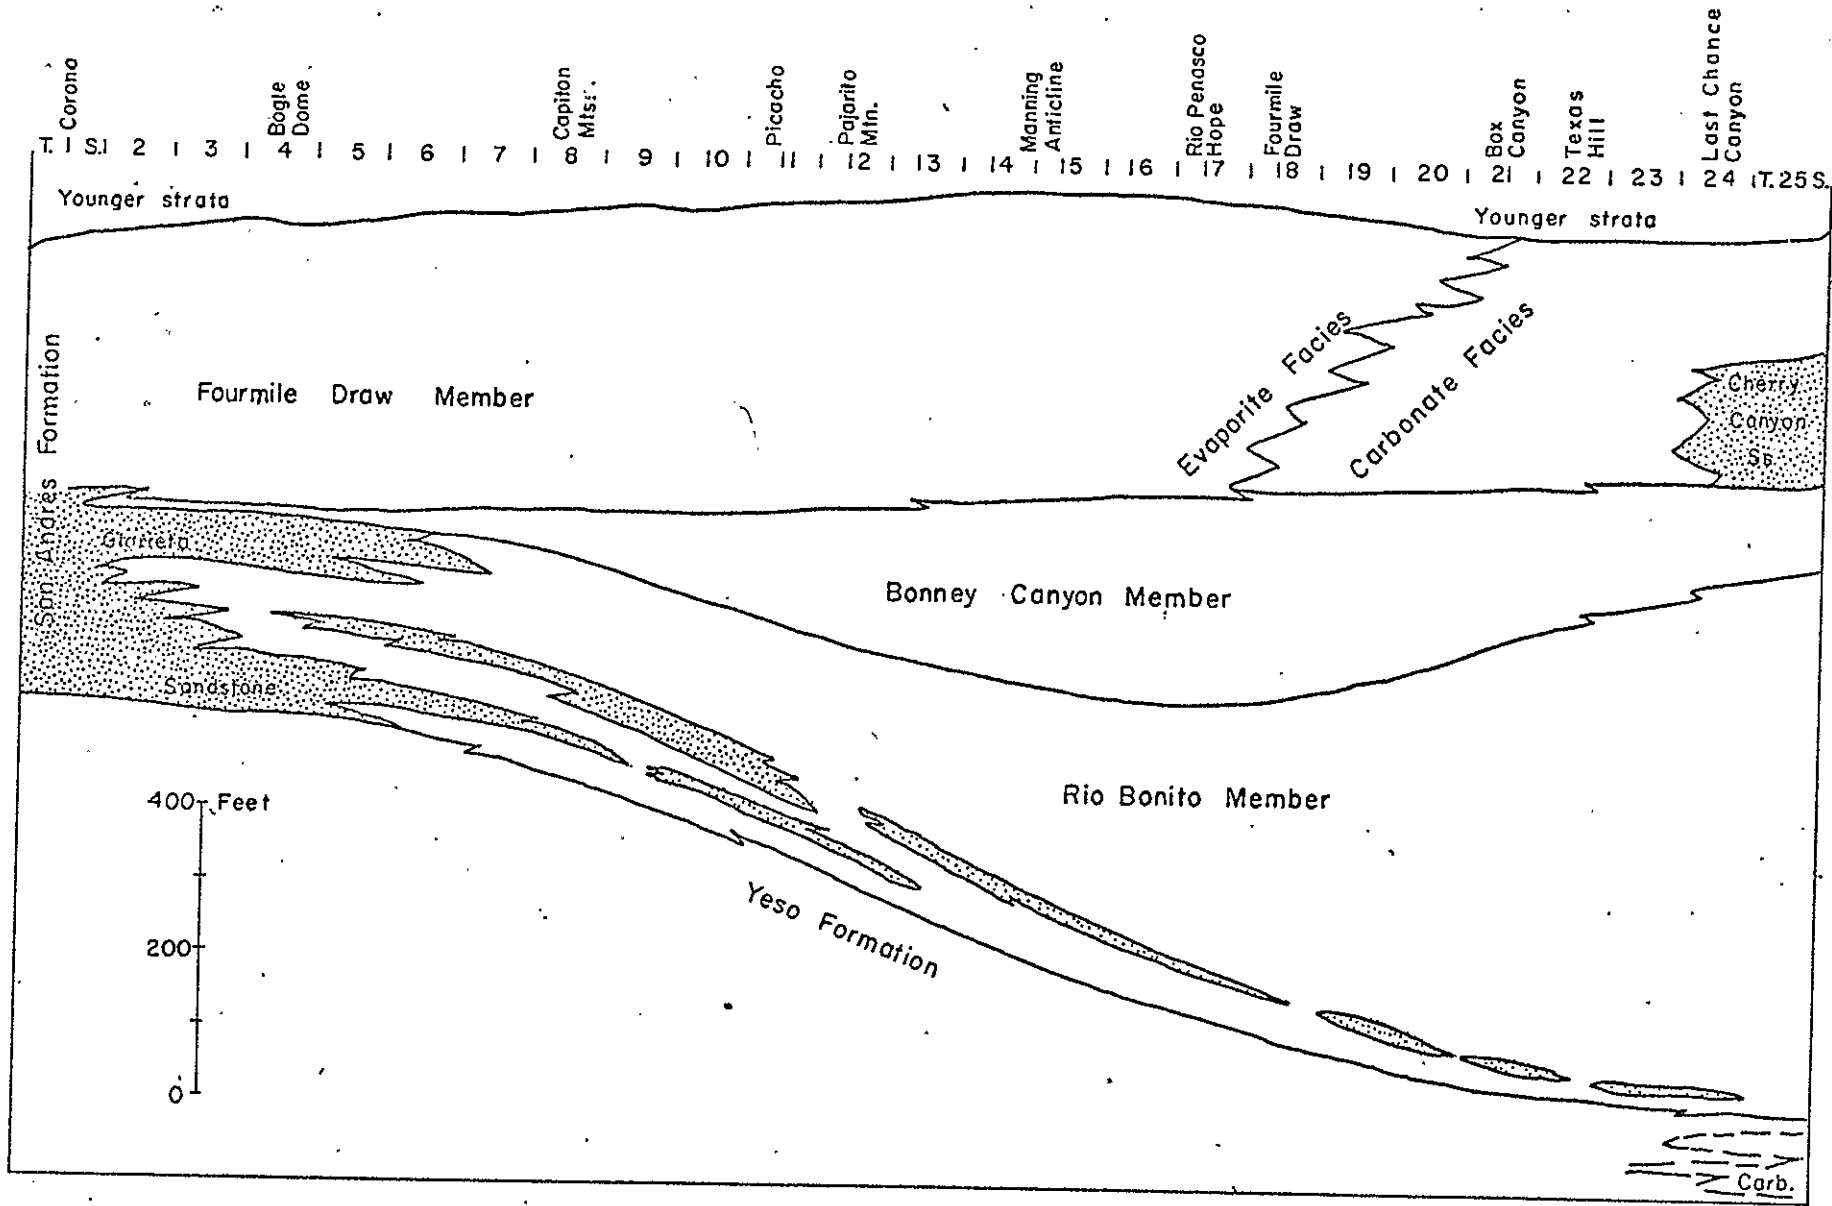 Corona
Bogle
Dome
Capitan
Mts.
Picacho
Pajarito
Mtn.
Manning
Anticline
Rio Penasco
Hope
Fourmile
Draw
Box
Canyon
Texas
Hill
Last Chance
Canyon
T. 1 S. 2 3 4 5 6 7 8 9 10 11 12 13 14 15 16 17 18 19 20 21 22 23 24 T. 25 S.
Younger strata
Younger strata
San Andres Formation
Fourmile Draw Member
Evaporite Facies
Carbonate Facies
Cherry
Canyon
Ss
Glorieta
Sandstone
Bonney Canyon Member
Rio Bonito Member
Yeso Formation
400 Feet
200
0
Carb.